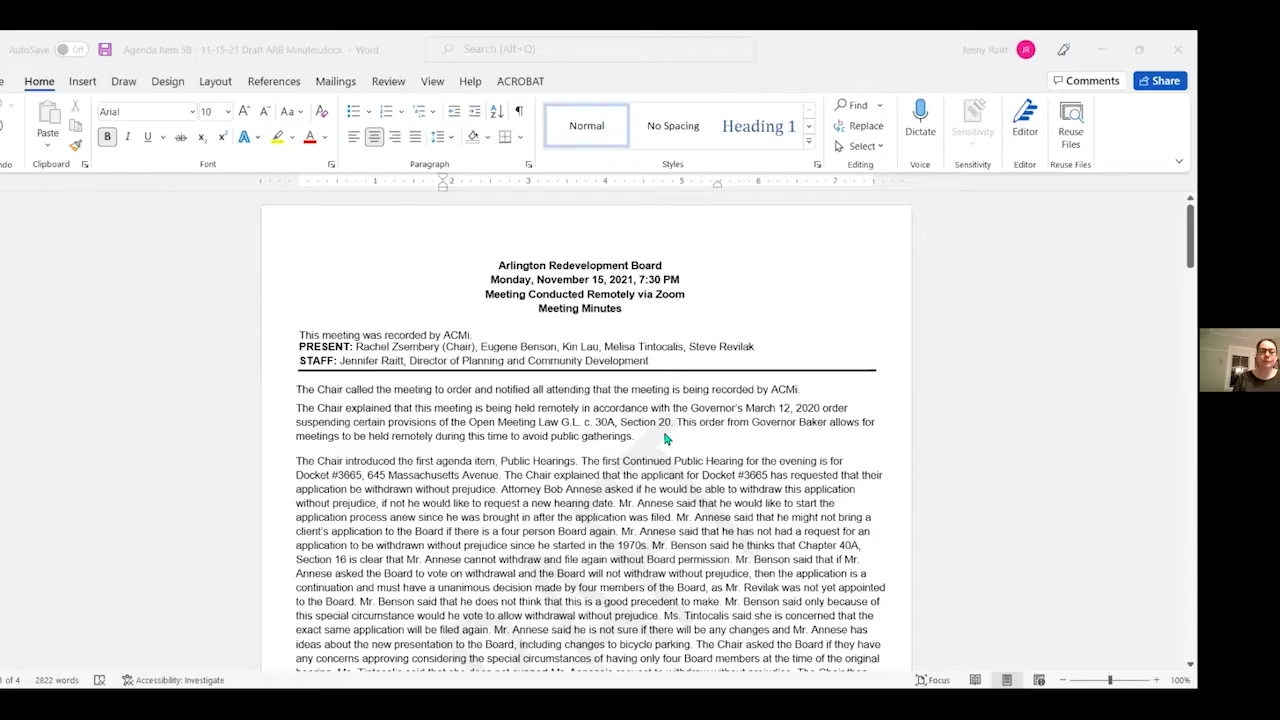 AutoSave Off Agenda Item 5B - 11-15-21 Draft ARB Minutes.docx - Word Search (Alt+Q) Jenny Raitt JR
Home Insert Draw Design Layout References Mailings Review View Help ACROBAT Comments Share
Arial 10 Aa Find
Paste Normal No Spacing Heading 1 Replace Dictate Sensitivity Editor Reuse Files
B I U ab x₂ x² A A Select
Clipboard Font Paragraph Styles Editing Voice Sensitivity Editor Reuse Files
1 2 3 4 5 6 7
Arlington Redevelopment Board
Monday, November 15, 2021, 7:30 PM
Meeting Conducted Remotely via Zoom
Meeting Minutes
This meeting was recorded by ACMi.
PRESENT: Rachel Zsembery (Chair), Eugene Benson, Kin Lau, Melisa Tintocalis, Steve Revilak
STAFF: Jennifer Raitt, Director of Planning and Community Development
The Chair called the meeting to order and notified all attending that the meeting is being recorded by ACMi.
The Chair explained that this meeting is being held remotely in accordance with the Governor's March 12, 2020 order
suspending certain provisions of the Open Meeting Law G.L. c. 30A, Section 20. This order from Governor Baker allows for
meetings to be held remotely during this time to avoid public gatherings.
The Chair introduced the first agenda item, Public Hearings. The first Continued Public Hearing for the evening is for
Docket #3665, 645 Massachusetts Avenue. The Chair explained that the applicant for Docket #3665 has requested that their
application be withdrawn without prejudice. Attorney Bob Annese asked if he would be able to withdraw this application
without prejudice, if not he would like to request a new hearing date. Mr. Annese said that he would like to start the
application process anew since he was brought in after the application was filed. Mr. Annese said that he might not bring a
client's application to the Board if there is a four person Board again. Mr. Annese said that he has not had a request for an
application to be withdrawn without prejudice since he started in the 1970s. Mr. Benson said he thinks that Chapter 40A,
Section 16 is clear that Mr. Annese cannot withdraw and file again without Board permission. Mr. Benson said that if Mr.
Annese asked the Board to vote on withdrawal and the Board will not withdraw without prejudice, then the application is a
continuation and must have a unanimous decision made by four members of the Board, as Mr. Revilak was not yet appointed
to the Board. Mr. Benson said that he does not think that this is a good precedent to make. Mr. Benson said only because of
this special circumstance would he vote to allow withdrawal without prejudice. Ms. Tintocalis said she is concerned that the
exact same application will be filed again. Mr. Annese said he is not sure if there will be any changes and Mr. Annese has
ideas about the new presentation to the Board, including changes to bicycle parking. The Chair asked the Board if they have
any concerns approving considering the special circumstances of having only four Board members at the time of the original
1 of 4 2822 words Accessibility: Investigate Focus 100%